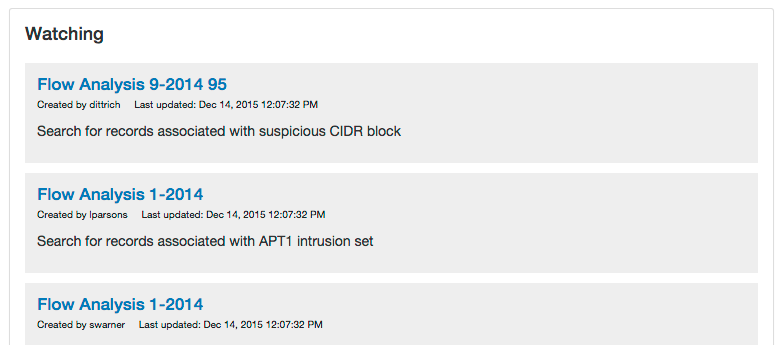 Watching
Flow Analysis 9-2014 95
Created by dittrich Last updated: Dec 14, 2015 12:07:32 PM
Search for records associated with suspicious CIDR block
Flow Analysis 1-2014
Created by lparsons Last updated: Dec 14, 2015 12:07:32 PM
Search for records associated with APT1 intrusion set
Flow Analysis 1-2014
Created by swarner Last updated: Dec 14, 2015 12:07:32 PM